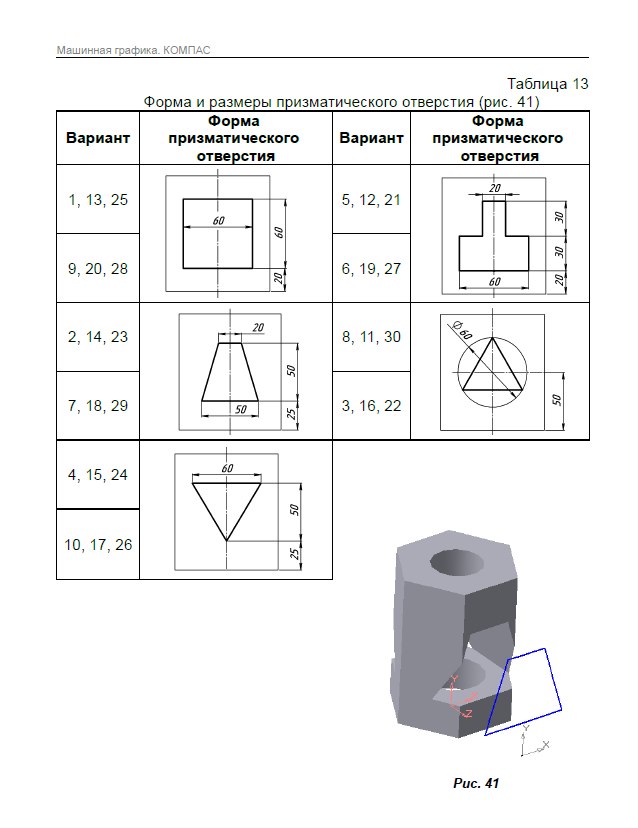 Машинная графика. КОМПАС
Таблица 13
Форма и размеры призматического отверстия (рис. 41)
Вариант
Форма
призматического
отверстия
Вариант
Форма
призматического
отверстия
1, 13, 25
60
60
20
5, 12, 21
20
30
30
20
60
9, 20, 28
6, 19, 27
2, 14, 23
20
50
50
25
8, 11, 30
Ø 60
50
7, 18, 29
3, 16, 22
4, 15, 24
60
50
25
10, 17, 26
Y
X
Z
Y
X
Рис. 41